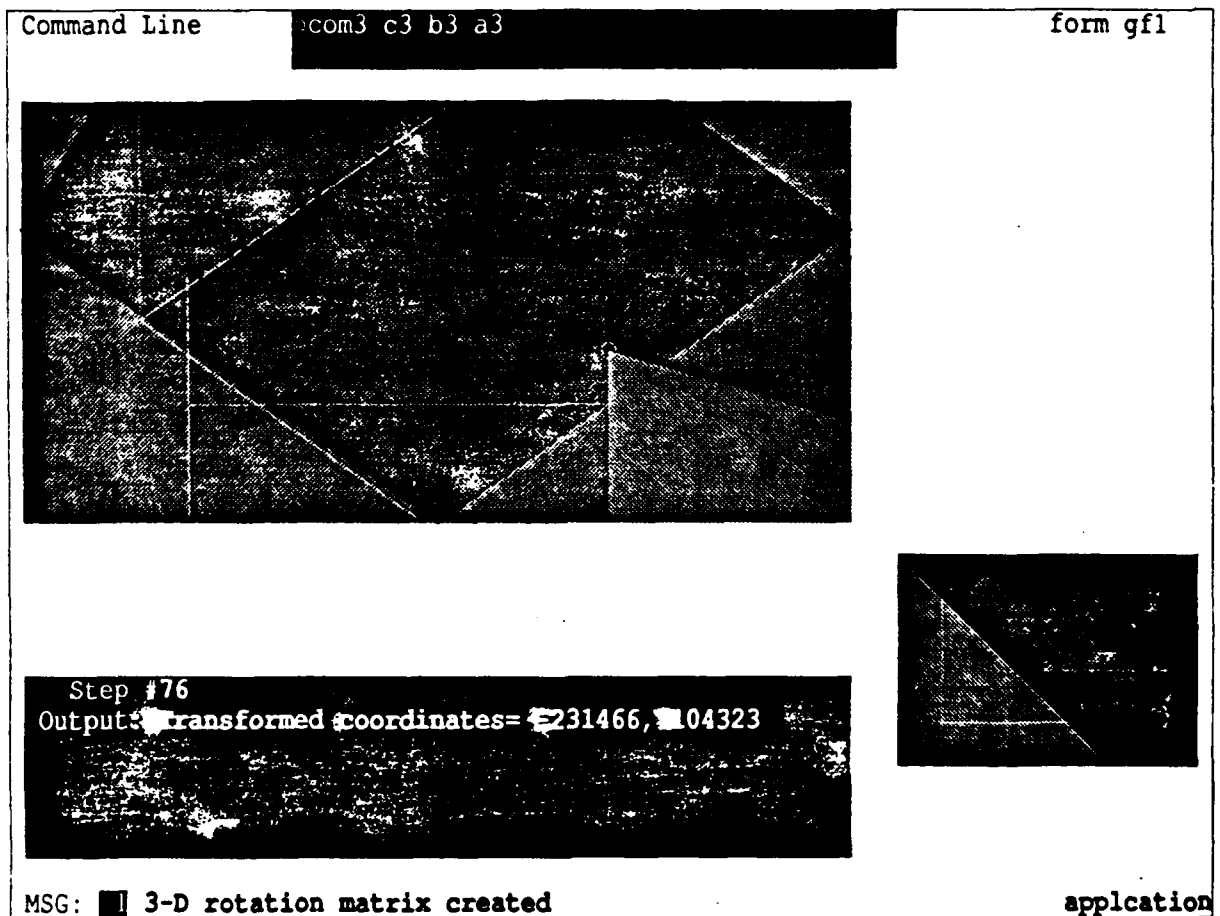 Command Line
com3 c3 b3 a3
form gf1
Step #76
Output: transformed coordinates= 231466, 104323
MSG: 3-D rotation matrix created
applcation